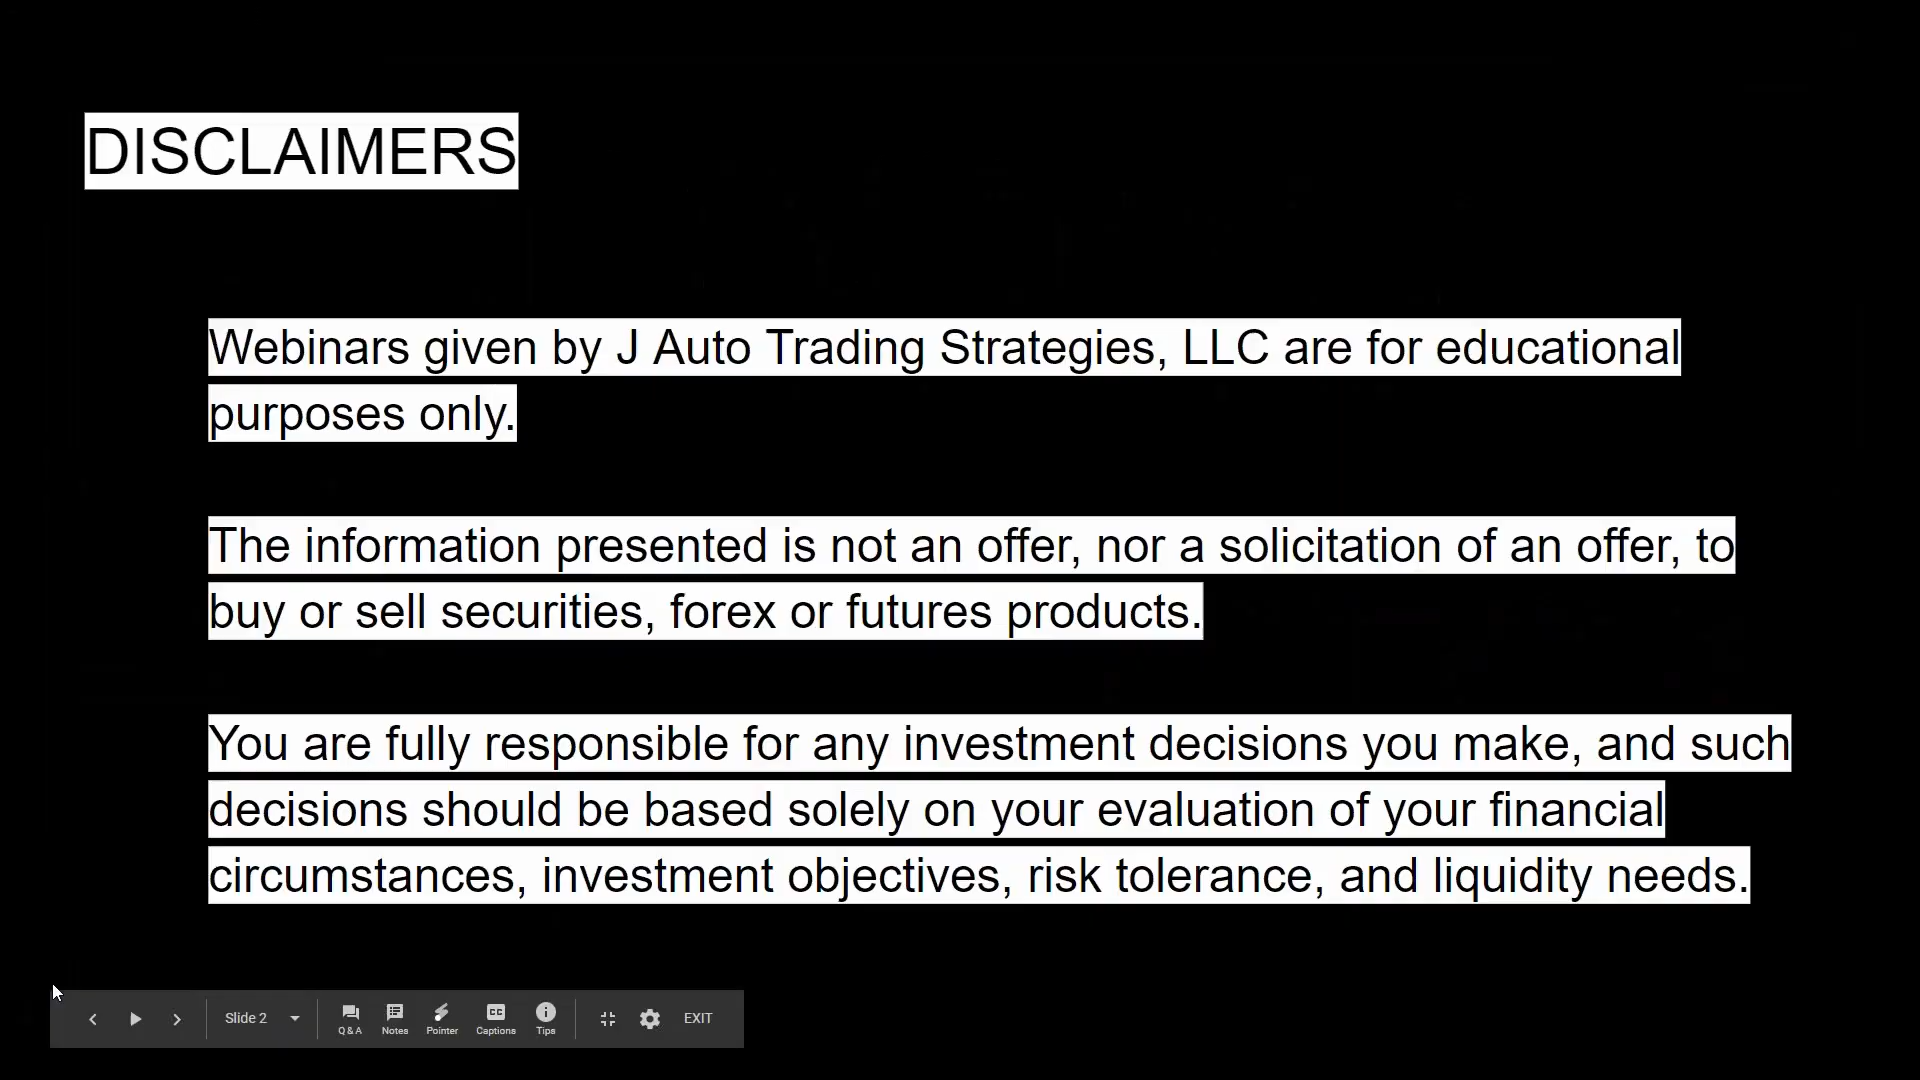 DISCLAIMERS
Webinars given by J Auto Trading Strategies, LLC are for educational
purposes only.
The information presented is not an offer, nor a solicitation of an offer, to
buy or sell securities, forex or futures products.
You are fully responsible for any investment decisions you make, and such
decisions should be based solely on your evaluation of your financial
circumstances, investment objectives, risk tolerance, and liquidity needs.
Slide 2
Q & A
Notes
Pointer
CC
Captions
Tips
EXIT